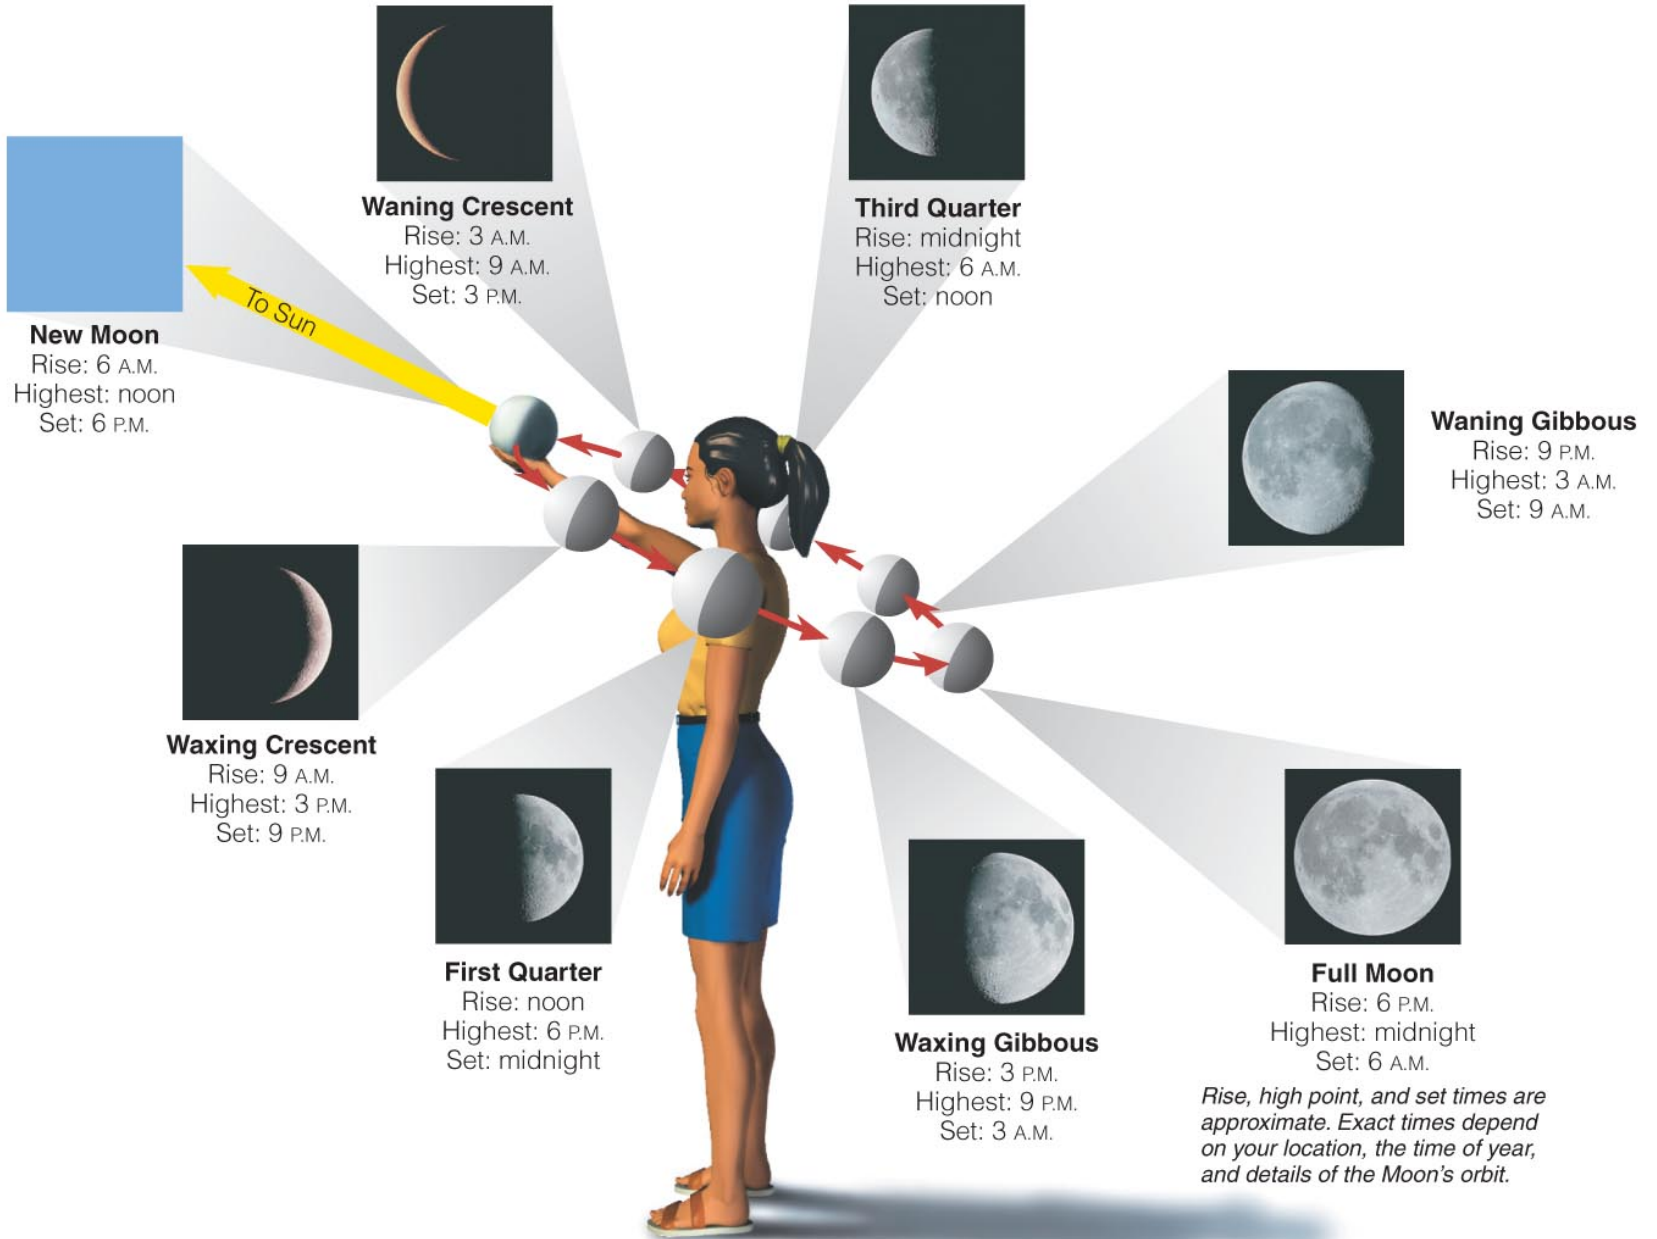 Waning Crescent
Rise: 3 A.M.
Highest: 9 A.M.
Set: 3 P.M.
Third Quarter
Rise: midnight
Highest: 6 A.M.
Set: noon
To Sun
New Moon
Rise: 6 A.M.
Highest: noon
Set: 6 P.M.
Waning Gibbous
Rise: 9 P.M.
Highest: 3 A.M.
Set: 9 A.M.
Waxing Crescent
Rise: 9 A.M.
Highest: 3 P.M.
Set: 9 P.M.
First Quarter
Rise: noon
Highest: 6 P.M.
Set: midnight
Waxing Gibbous
Rise: 3 P.M.
Highest: 9 P.M.
Set: 3 A.M.
Full Moon
Rise: 6 P.M.
Highest: midnight
Set: 6 A.M.
Rise, high point, and set times are
approximate. Exact times depend
on your location, the time of year,
and details of the Moon's orbit.